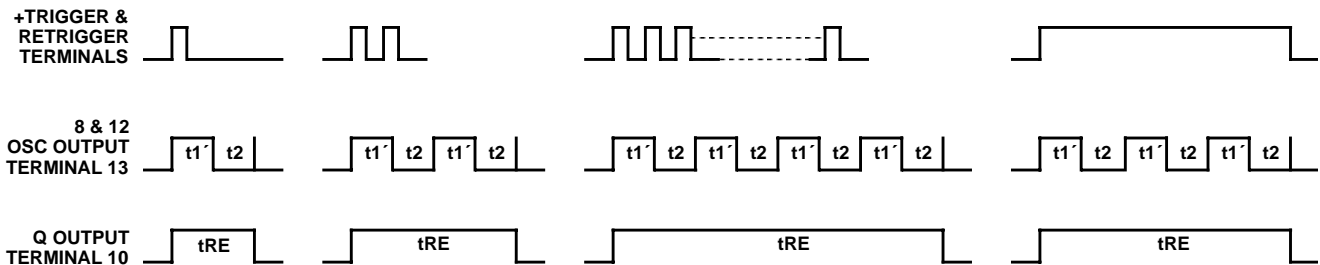 +TRIGGER &
RETRIGGER
TERMINALS
8 & 12
OSC OUTPUT
TERMINAL 13
t1´ t2 t1´ t2 t1´ t2 t1´ t2 t1´ t2 t1´ t2 t1´ t2 t1´ t2 t1´ t2 t1´ t2
Q OUTPUT
TERMINAL 10
tRE tRE tRE tRE